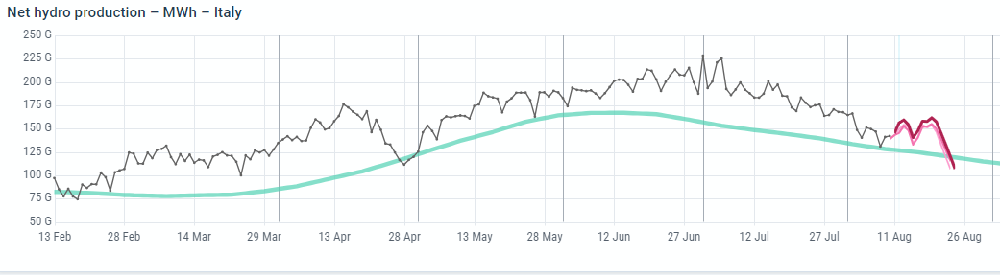 Net hydro production – MWh – Italy
250 G
225 G
200 G
175 G
150 G
125 G
100 G
75 G
50 G
13 Feb 28 Feb 14 Mar 29 Mar 13 Apr 28 Apr 13 May 28 May 12 Jun 27 Jun 12 Jul 27 Jul 11 Aug 26 Aug